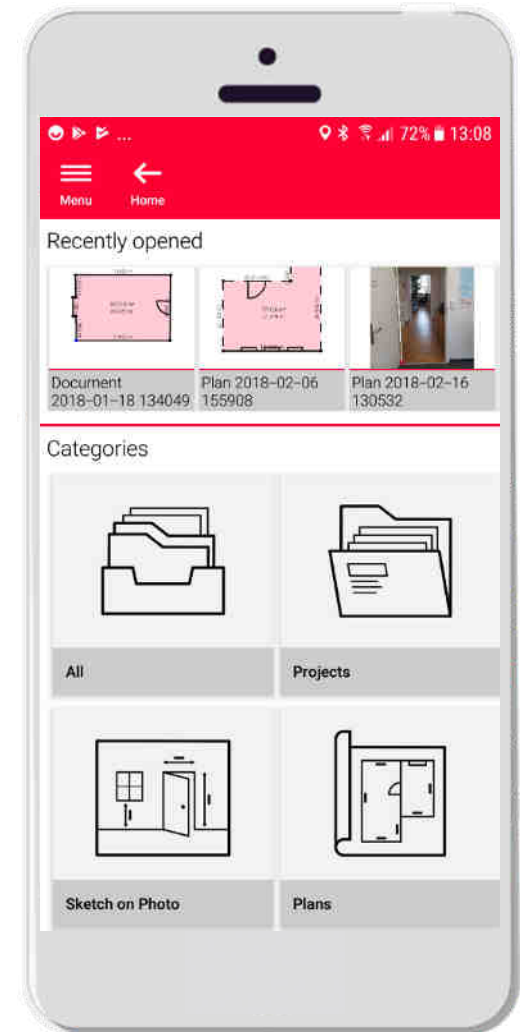 ... 72% 13:08
Menu Home
Recently opened
Document Plan 2018-02-06 Plan 2018-02-16
2018-01-18 134049 155908 130532
Categories
All Projects
Sketch on Photo Plans